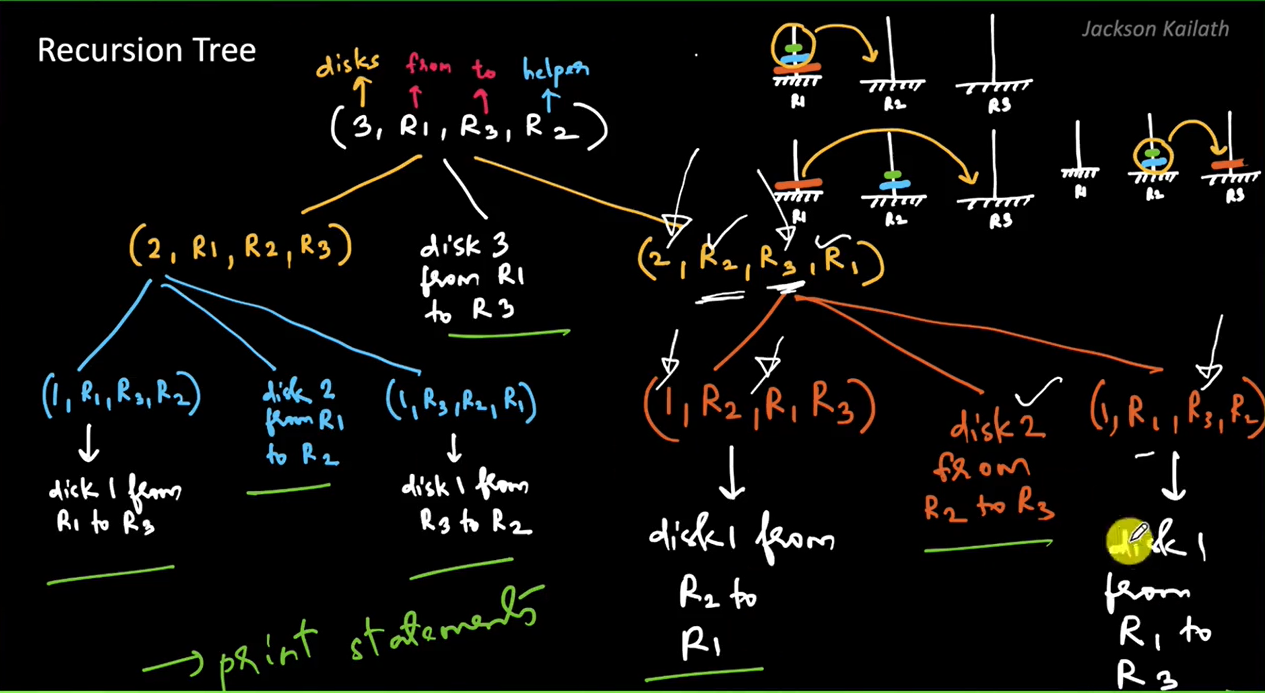 Recursion Tree
Jackson Kailath
disks from to helper
(3, R1, R3, R2)
R1 R2 R3
R1 R2 R3
R1 R2 R3
(2, R1, R2, R3)
disk 3
from R1
to R3
(2, R2, R3, R1)
(1, R1, R3, R2)
disk 2
from R1
to R2
(1, R3, R2, R1)
disk 1 from
R1 to R3
disk 1 from
R3 to R2
(1, R2, R1 R3)
disk 2
from
R2 to R3
(1, R1, R3, R2)
disk 1 from
R2 to
R1
disk 1
from
R1 to
R3
→ print statements